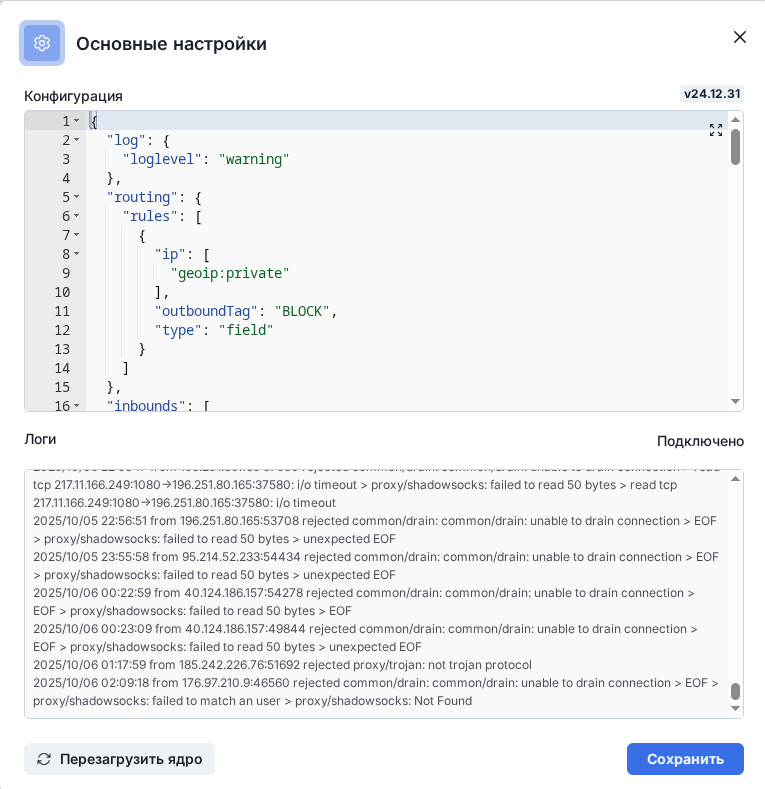 Основные настройки
Конфигурация
v24.12.31
1 {
2 "log": {
3 "loglevel": "warning"
4 },
5 "routing": {
6 "rules": [
7 {
8 "ip": [
9 "geoip:private"
10 ],
11 "outboundTag": "BLOCK",
12 "type": "field"
13 }
14 ]
15 },
16 "inbounds": [
Логи
Подключено
rejected common/drain: common/drain: unable to drain connection > read
tcp 217.11.166.249:1080->196.251.80.165:37580: i/o timeout > proxy/shadowsocks: failed to read 50 bytes > read tcp
217.11.166.249:1080->196.251.80.165:37580: i/o timeout
2025/10/05 22:56:51 from 196.251.80.165:53708 rejected common/drain: common/drain: unable to drain connection > EOF
> proxy/shadowsocks: failed to read 50 bytes > unexpected EOF
2025/10/05 23:55:58 from 95.214.52.233:54434 rejected common/drain: common/drain: unable to drain connection > EOF
> proxy/shadowsocks: failed to read 50 bytes > unexpected EOF
2025/10/06 00:22:59 from 40.124.186.157:54278 rejected common/drain: common/drain: unable to drain connection >
EOF > proxy/shadowsocks: failed to read 50 bytes > EOF
2025/10/06 00:23:09 from 40.124.186.157:49844 rejected common/drain: common/drain: unable to drain connection >
EOF > proxy/shadowsocks: failed to read 50 bytes > unexpected EOF
2025/10/06 01:17:59 from 185.242.226.76:51692 rejected proxy/trojan: not trojan protocol
2025/10/06 02:09:18 from 176.97.210.9:46560 rejected common/drain: common/drain: unable to drain connection > EOF >
proxy/shadowsocks: failed to match an user > proxy/shadowsocks: Not Found
Перезагрузить ядро
Сохранить